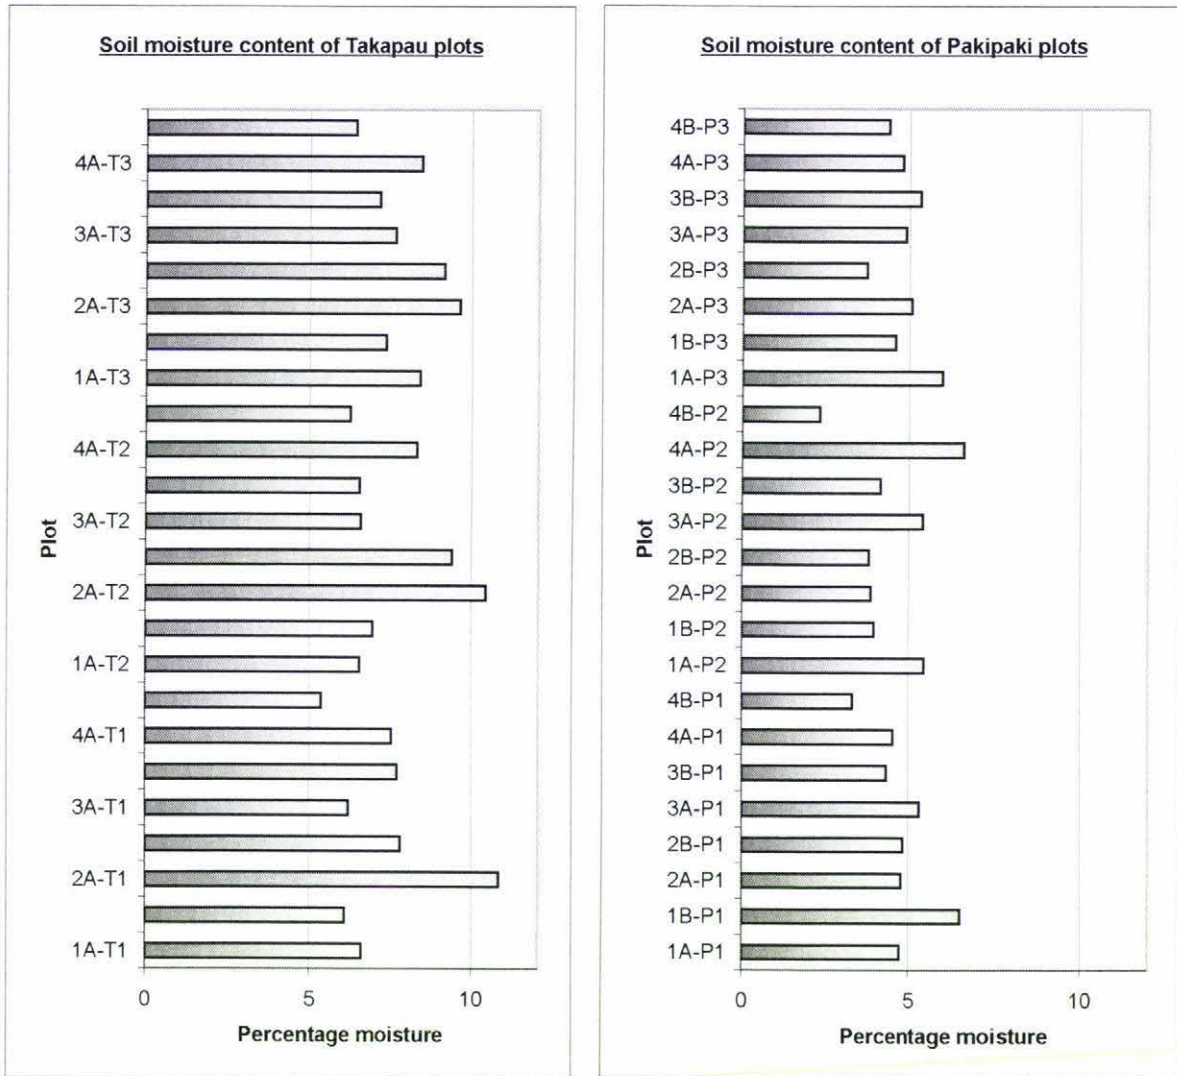 Soil moisture content of Takapau plots
4A-T3
3A-T3
2A-T3
1A-T3
4A-T2
3A-T2
2A-T2
1A-T2
4A-T1
3A-T1
2A-T1
1A-T1
Plot
0 5 10
Percentage moisture
Soil moisture content of Pakipaki plots
4B-P3
4A-P3
3B-P3
3A-P3
2B-P3
2A-P3
1B-P3
1A-P3
4B-P2
4A-P2
3B-P2
3A-P2
2B-P2
2A-P2
1B-P2
1A-P2
4B-P1
4A-P1
3B-P1
3A-P1
2B-P1
2A-P1
1B-P1
1A-P1
Plot
0 5 10
Percentage moisture